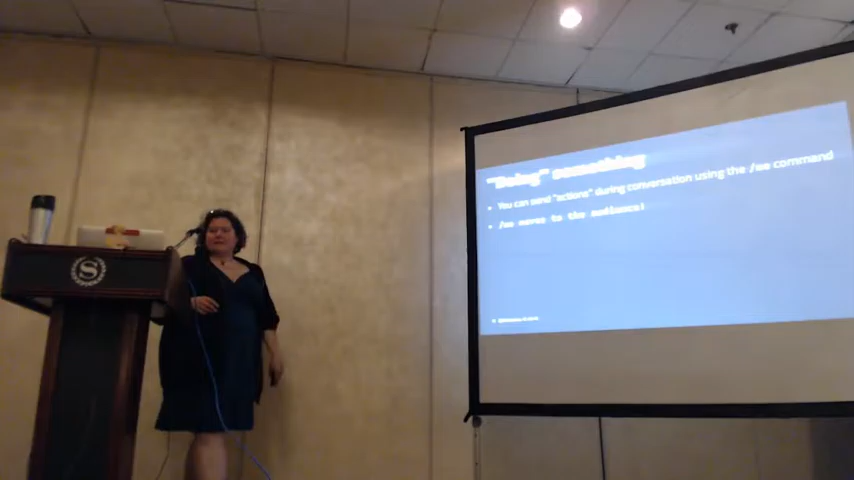 "Doing" something
You can send "actions" during conversation using the /me command
/me waves to the audience!
S